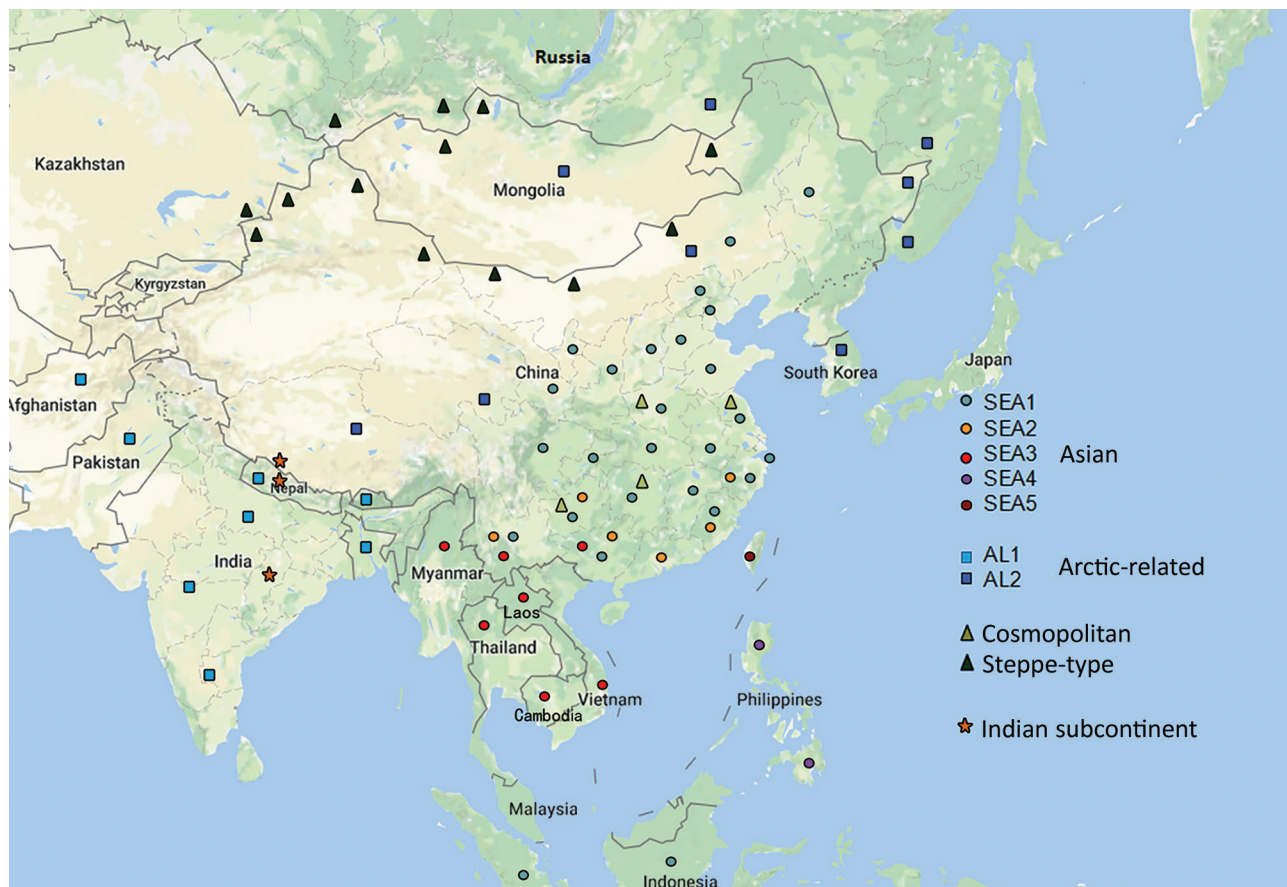 Russia
Kazakhstan
Mongolia
Kyrgyzstan
China
South Korea
Japan
Afghanistan
Pakistan
Nepal
India
Myanmar
Laos
Thailand
Vietnam
Cambodia
Philippines
Malaysia
Indonesia
SEA1
SEA2
SEA3
Asian
SEA4
SEA5
AL1
Arctic-related
AL2
Cosmopolitan
Steppe-type
Indian subcontinent